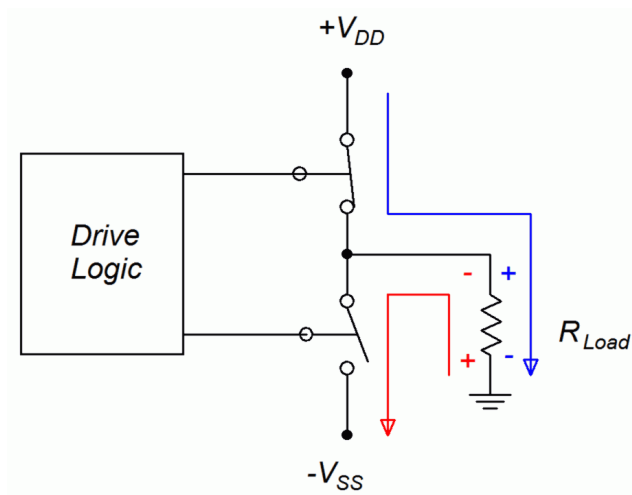 +VDD
Drive
Logic
- +
RLoad
+ -
-VSS